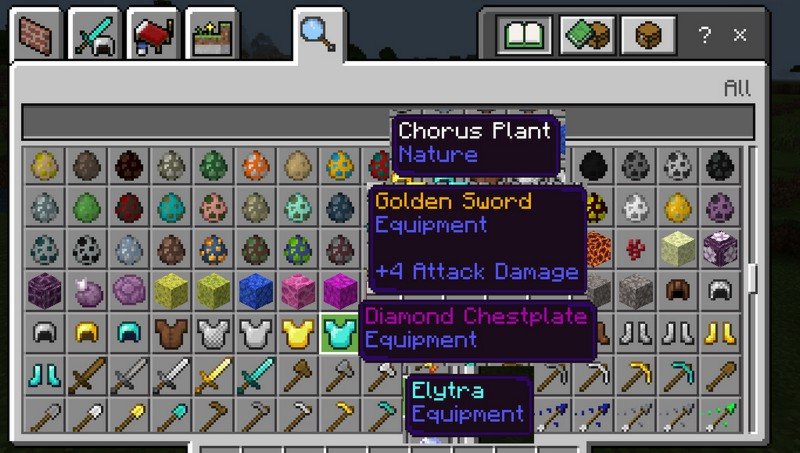 ? ×
All
Chorus Plant
Nature
Golden Sword
Equipment
+4 Attack Damage
Diamond Chestplate
Equipment
Elytra
Equipment